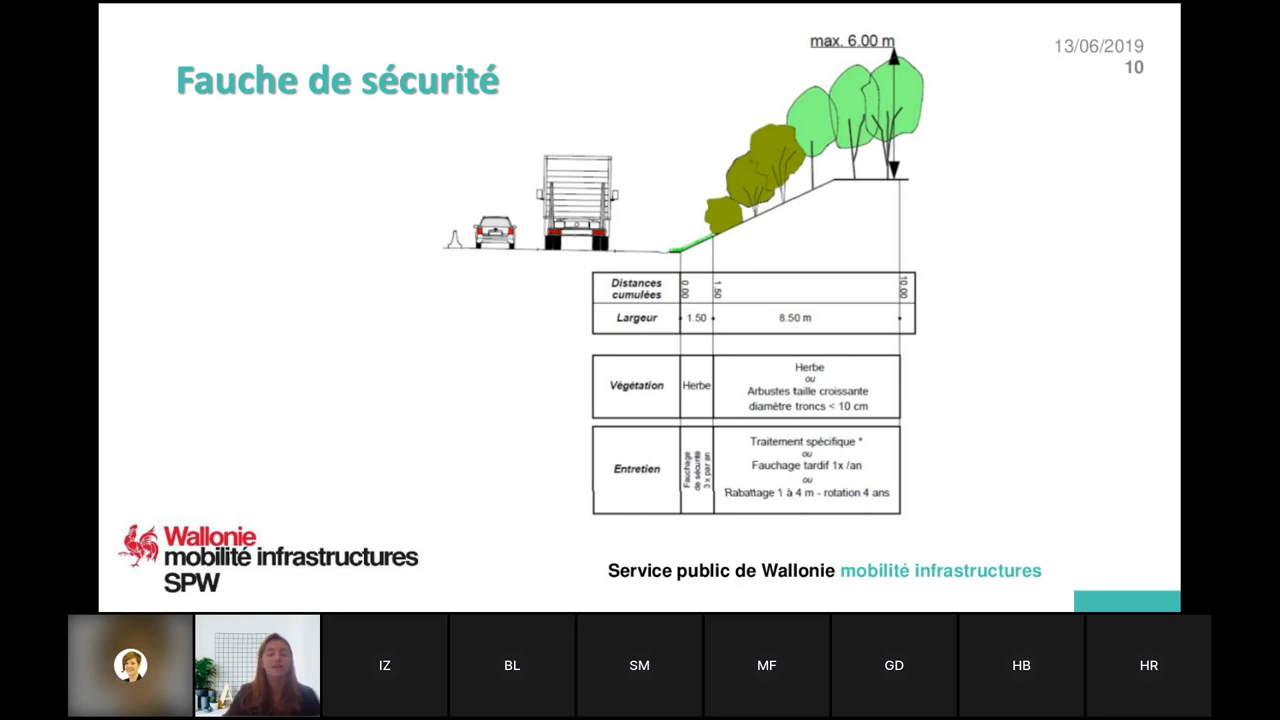 max. 6.00 m
13/06/2019
10
Fauche de sécurité
Distances
cumulées
0.00
1.50
10.00
Largeur
1.50
8.50 m
Végétation
Herbe
Herbe
ou
Arbustes taille croissante
diamètre troncs < 10 cm
Entretien
Fauchage
de sécurité
3 x par an
Traitement spécifique *
ou
Fauchage tardif 1x /an
ou
Rabattage 1 à 4 m - rotation 4 ans
Wallonie
mobilité infrastructures
SPW
Service public de Wallonie mobilité infrastructures
IZ
BL
SM
MF
GD
HB
HR